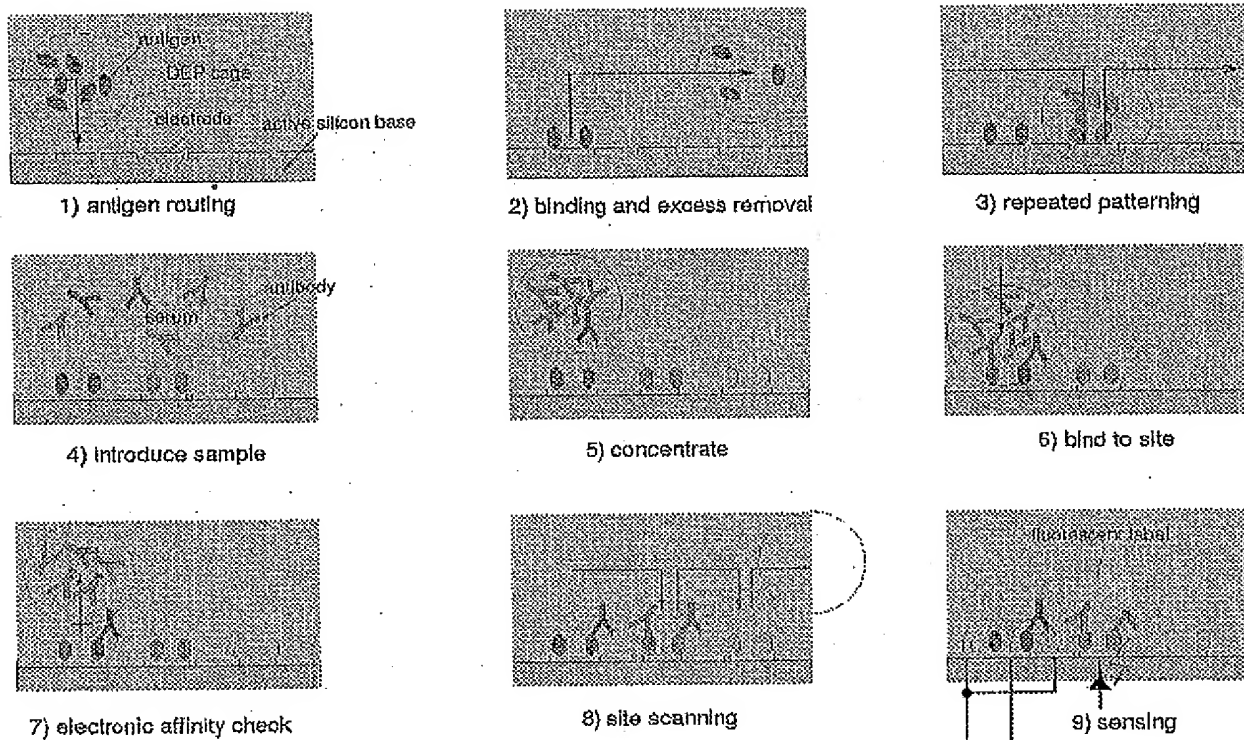 antigen
DEP cage
electrode
active silicon base
1) antigen routing
2) binding and excess removal
3) repeated patterning
antibody
serum
4) introduce sample
5) concentrate
6) bind to site
7) electronic affinity check
8) site scanning
fluorescent label
9) sensing